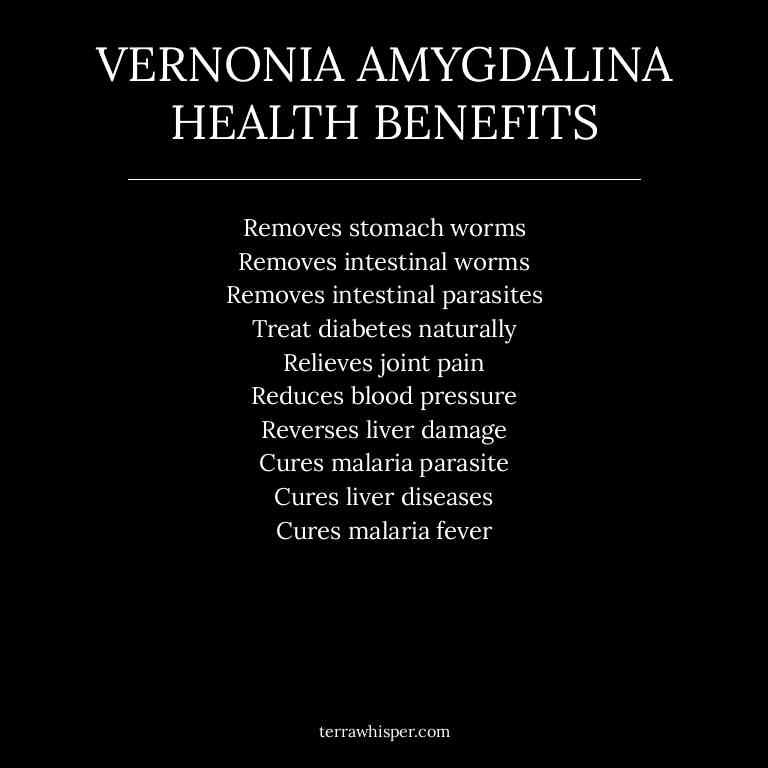 VERNONIA AMYGDALINA
HEALTH BENEFITS
Removes stomach worms
Removes intestinal worms
Removes intestinal parasites
Treat diabetes naturally
Relieves joint pain
Reduces blood pressure
Reverses liver damage
Cures malaria parasite
Cures liver diseases
Cures malaria fever
terrawhisper.com